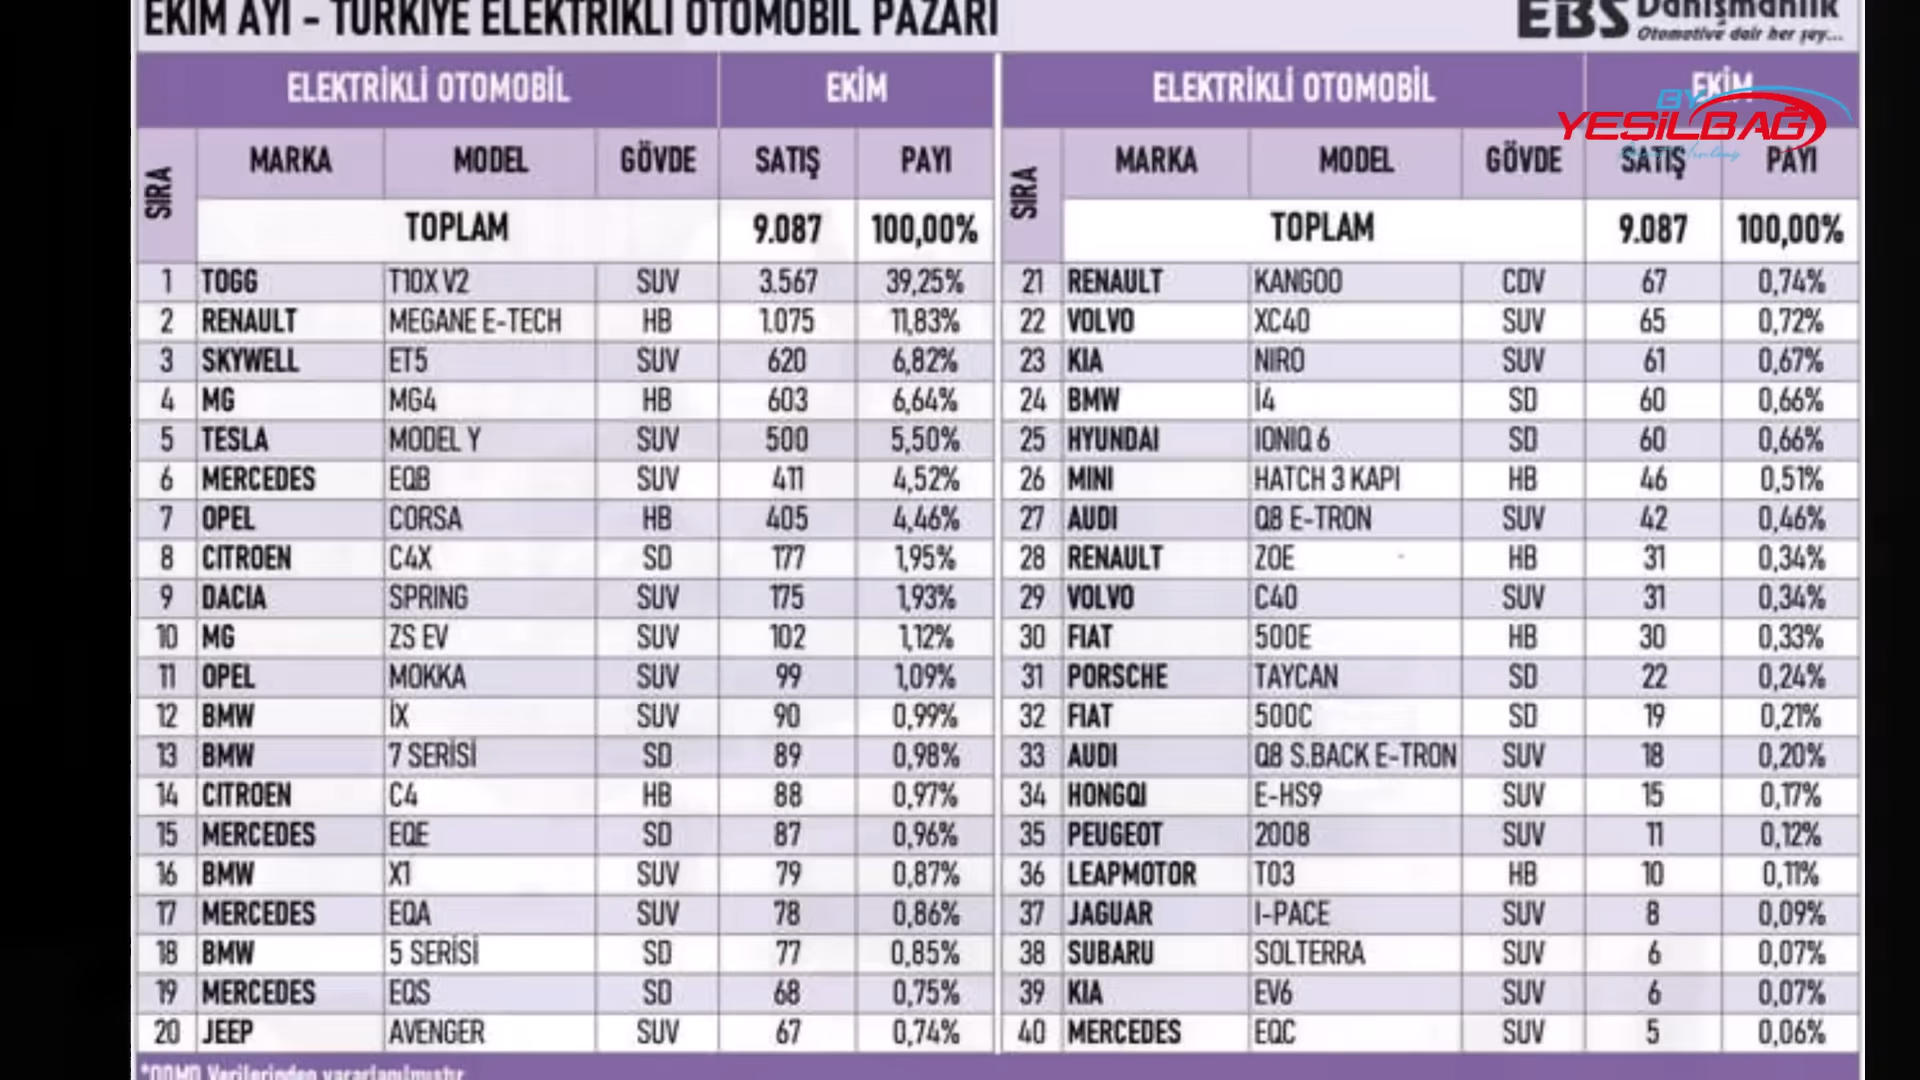 EKİM AYI - TÜRKİYE ELEKTRİKLİ OTOMOBİL PAZARI
EBS Danışmanlık
Otomotive dair her şey...
BY
YEŞİLBAĞ
ELEKTRİKLİ OTOMOBİL EKİM
SIRA MARKA MODEL GÖVDE SATIŞ PAYI
TOPLAM 9.087 100,00%
1 TOGG T10X V2 SUV 3.567 39,25%
2 RENAULT MEGANE E-TECH HB 1.075 11,83%
3 SKYWELL ET5 SUV 620 6,82%
4 MG MG4 HB 603 6,64%
5 TESLA MODEL Y SUV 500 5,50%
6 MERCEDES EQB SUV 411 4,52%
7 OPEL CORSA HB 405 4,46%
8 CITROEN C4X SD 177 1,95%
9 DACIA SPRING SUV 175 1,93%
10 MG ZS EV SUV 102 1,12%
11 OPEL MOKKA SUV 99 1,09%
12 BMW İX SUV 90 0,99%
13 BMW 7 SERİSİ SD 89 0,98%
14 CITROEN C4 HB 88 0,97%
15 MERCEDES EQE SD 87 0,96%
16 BMW X1 SUV 79 0,87%
17 MERCEDES EQA SUV 78 0,86%
18 BMW 5 SERİSİ SD 77 0,85%
19 MERCEDES EQS SD 68 0,75%
20 JEEP AVENGER SUV 67 0,74%
ELEKTRİKLİ OTOMOBİL EKİM
SIRA MARKA MODEL GÖVDE SATIŞ PAYI
TOPLAM 9.087 100,00%
21 RENAULT KANGOO CDV 67 0,74%
22 VOLVO XC40 SUV 65 0,72%
23 KIA NIRO SUV 61 0,67%
24 BMW İ4 SD 60 0,66%
25 HYUNDAI IONIQ 6 SD 60 0,66%
26 MINI HATCH 3 KAPI HB 46 0,51%
27 AUDI Q8 E-TRON SUV 42 0,46%
28 RENAULT ZOE HB 31 0,34%
29 VOLVO C40 SUV 31 0,34%
30 FIAT 500E HB 30 0,33%
31 PORSCHE TAYCAN SD 22 0,24%
32 FIAT 500C SD 19 0,21%
33 AUDI Q8 S.BACK E-TRON SUV 18 0,20%
34 HONGQI E-HS9 SUV 15 0,17%
35 PEUGEOT 2008 SUV 11 0,12%
36 LEAPMOTOR T03 HB 10 0,11%
37 JAGUAR I-PACE SUV 8 0,09%
38 SUBARU SOLTERRA SUV 6 0,07%
39 KIA EV6 SUV 6 0,07%
40 MERCEDES EQC SUV 5 0,06%
*ODMD Verilerinden yararlanılmıştır